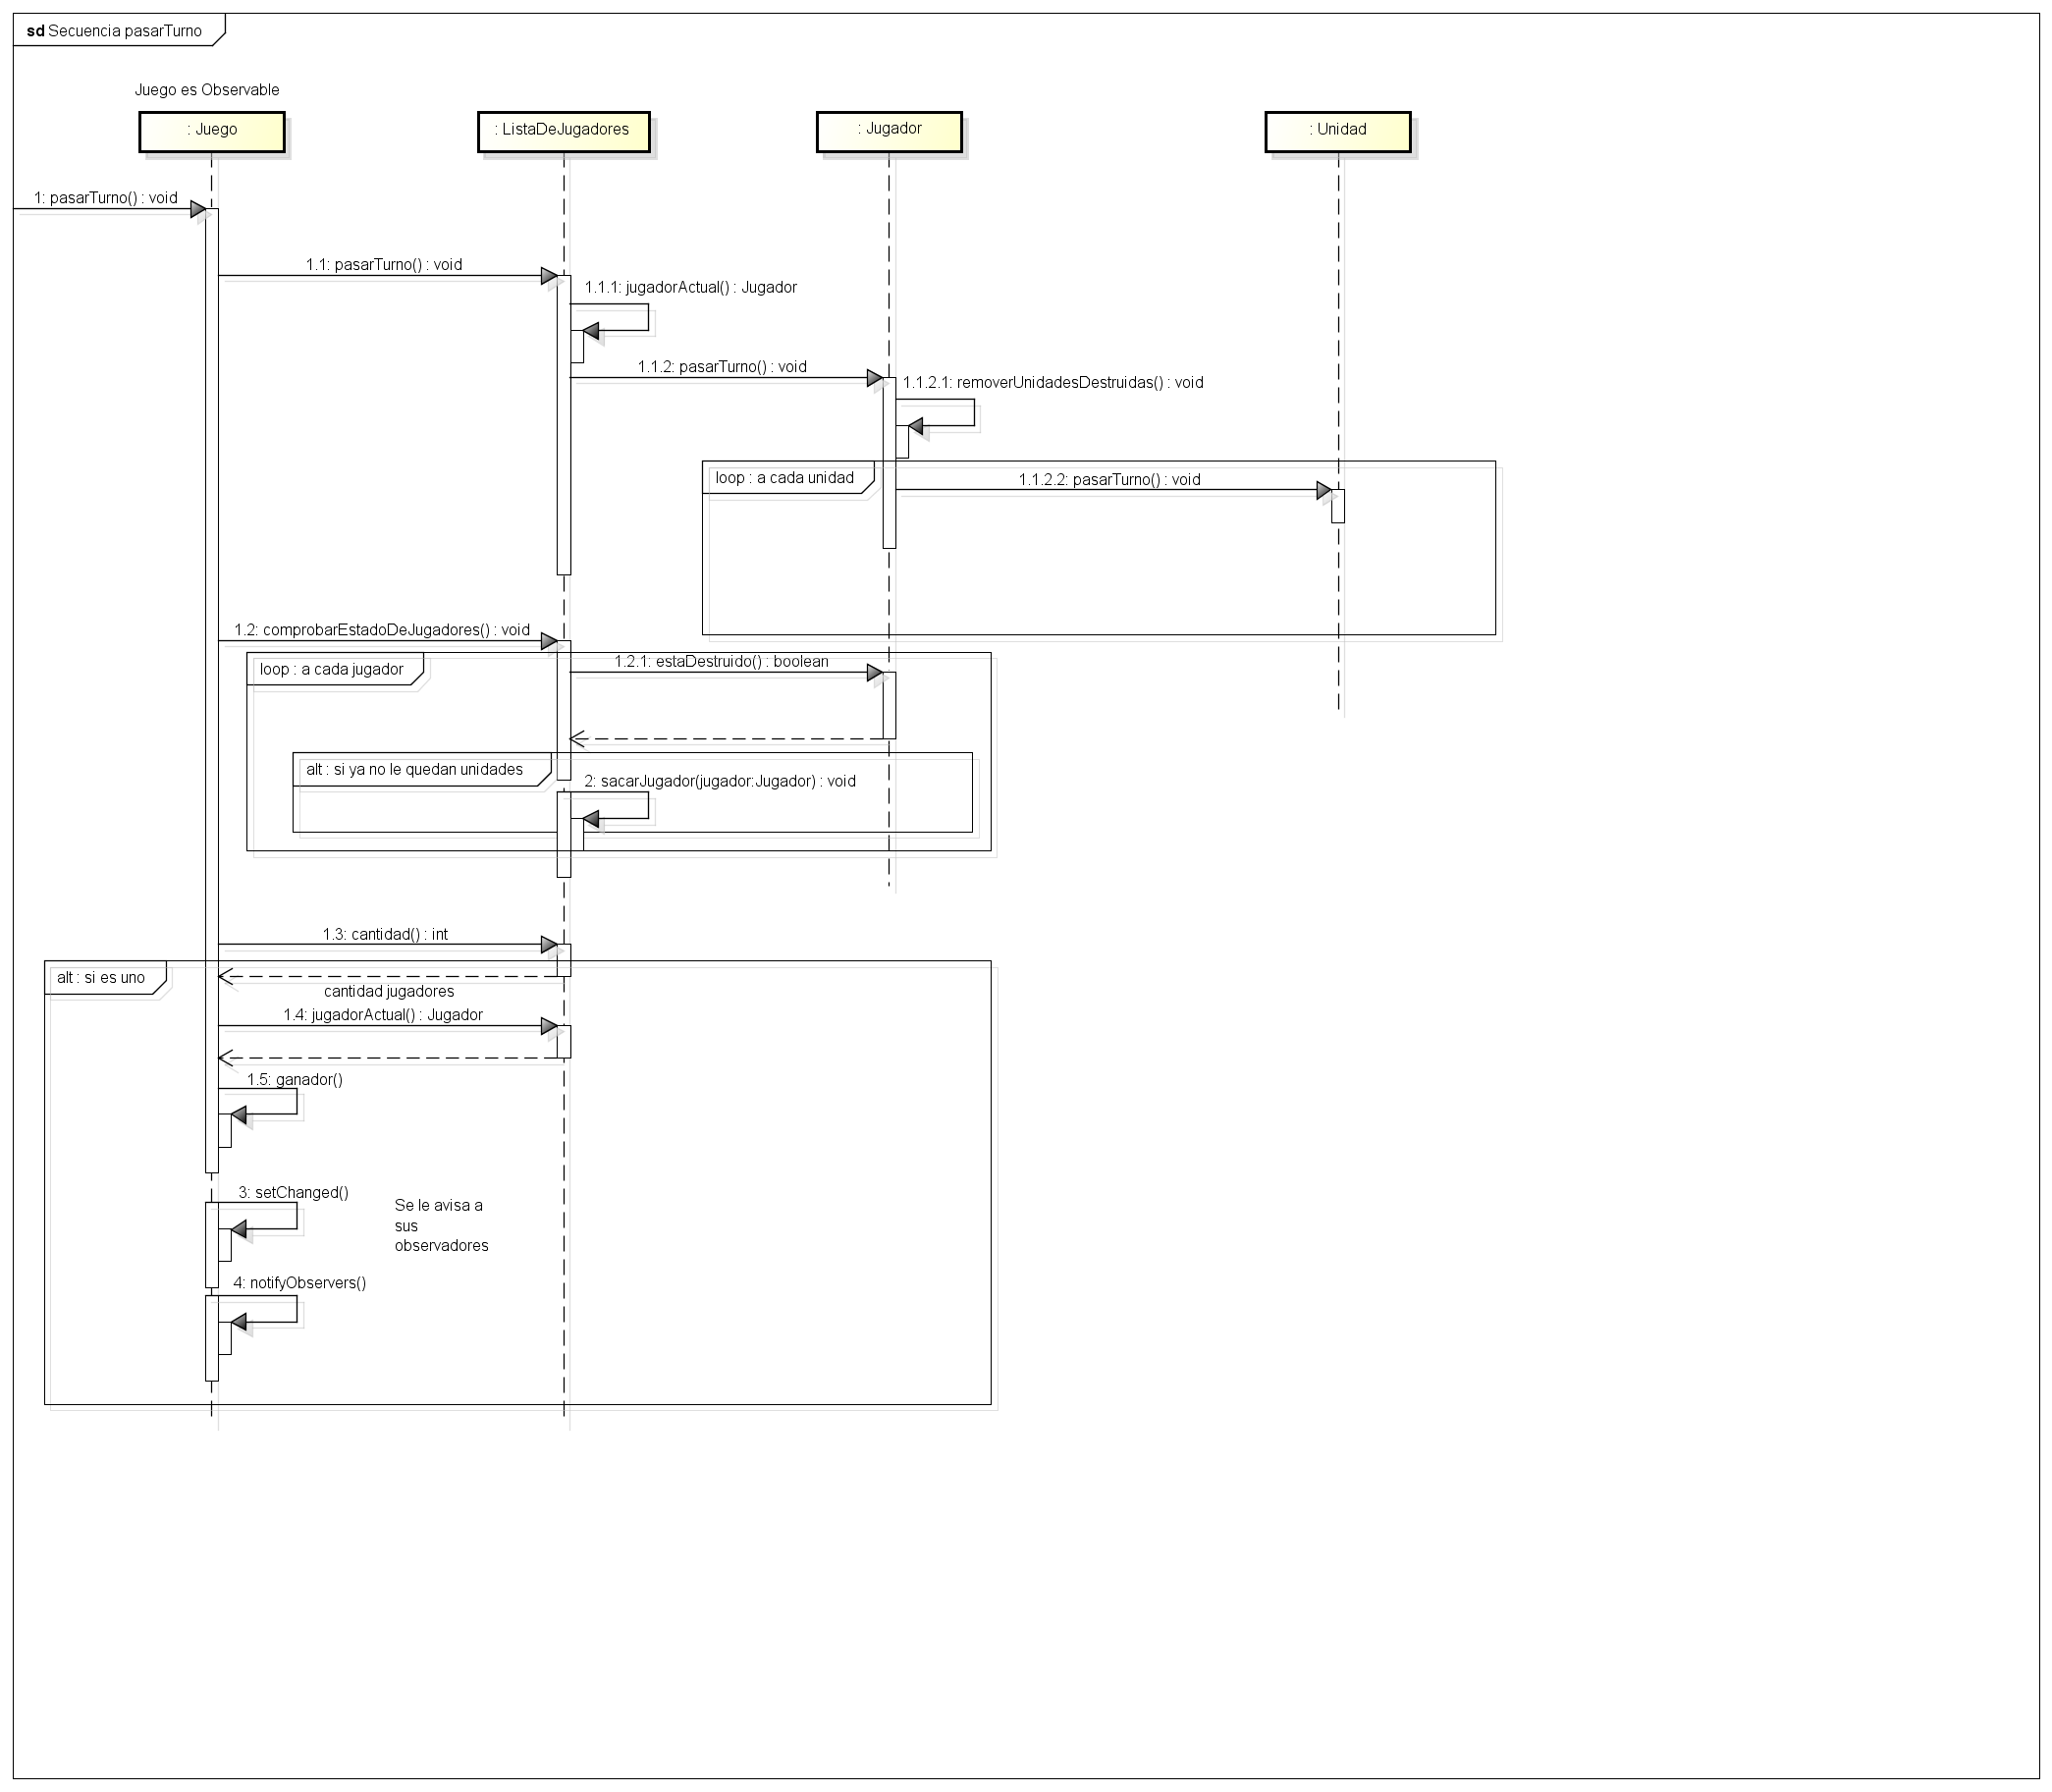 sd Secuencia pasarTurno
Juego es Observable
: Juego
: ListaDeJugadores
: Jugador
: Unidad
1: pasarTurno() : void
1.1: pasarTurno() : void
1.1.1: jugadorActual() : Jugador
1.1.2: pasarTurno() : void
1.1.2.1: removerUnidadesDestruidas() : void
loop : a cada unidad
1.1.2.2: pasarTurno() : void
1.2: comprobarEstadoDeJugadores() : void
loop : a cada jugador
1.2.1: estaDestruido() : boolean
alt : si ya no le quedan unidades
2: sacarJugador(jugador:Jugador) : void
1.3: cantidad() : int
alt : si es uno
cantidad jugadores
1.4: jugadorActual() : Jugador
1.5: ganador()
3: setChanged()
Se le avisa a
sus
observadores
4: notifyObservers()